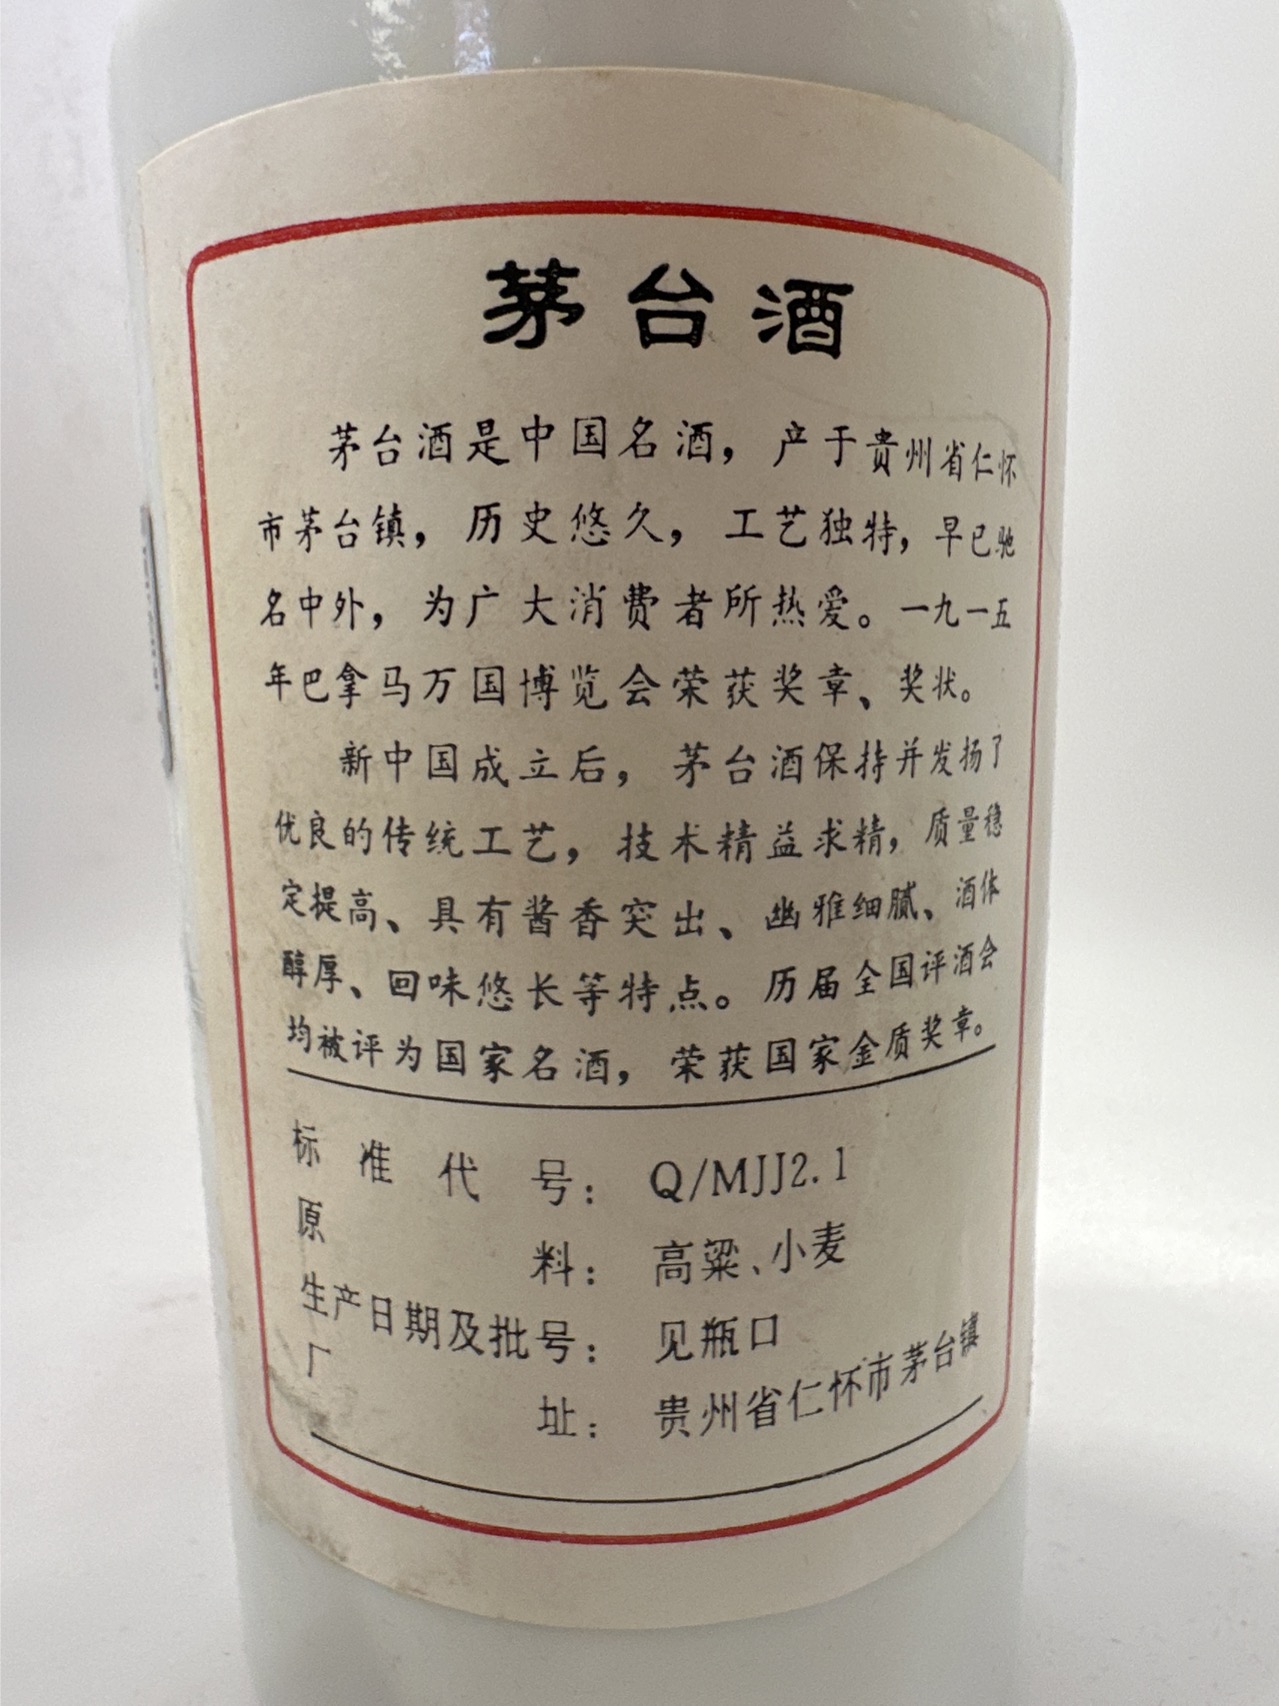 茅台酒
茅台酒是中国名酒，产于贵州省仁怀
市茅台镇，历史悠久，工艺独特，早已驰
名中外，为广大消费者所热爱。一九一五
年巴拿马万国博览会荣获奖章、奖状。
新中国成立后，茅台酒保持并发扬了
优良的传统工艺，技术精益求精，质量稳
定提高、具有酱香突出、幽雅细腻、酒体
醇厚、回味悠长等特点。历届全国评酒会
均被评为国家名酒，荣获国家金质奖章。
标准代号：Q/MJJ2.1
原料：高粱、小麦
生产日期及批号：见瓶口
厂址：贵州省仁怀市茅台镇